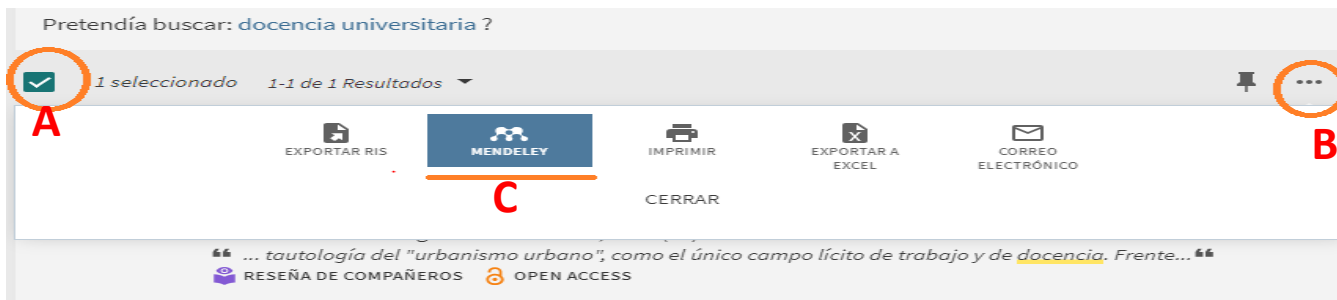 Pretendía buscar: docencia universitaria ?
1 seleccionado 1-1 de 1 Resultados
A
B
EXPORTAR RIS
MENDELEY
IMPRIMIR
EXPORTAR A
EXCEL
CORREO
ELECTRÓNICO
C
CERRAR
❝ ... tautología del "urbanismo urbano", como el único campo lícito de trabajo y de docencia. Frente... ❝
RESEÑA DE COMPAÑEROS OPEN ACCESS